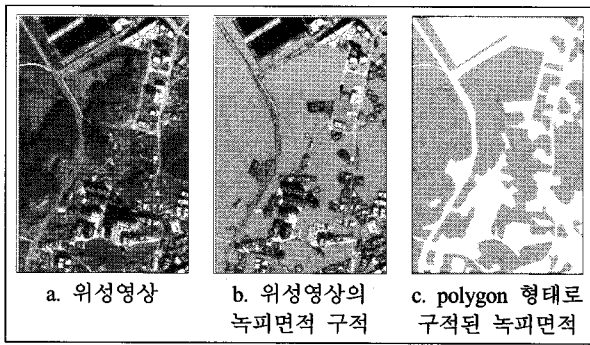 a. 위성영상
b. 위성영상의
녹피면적 구적
c. polygon 형태로
구적된 녹피면적